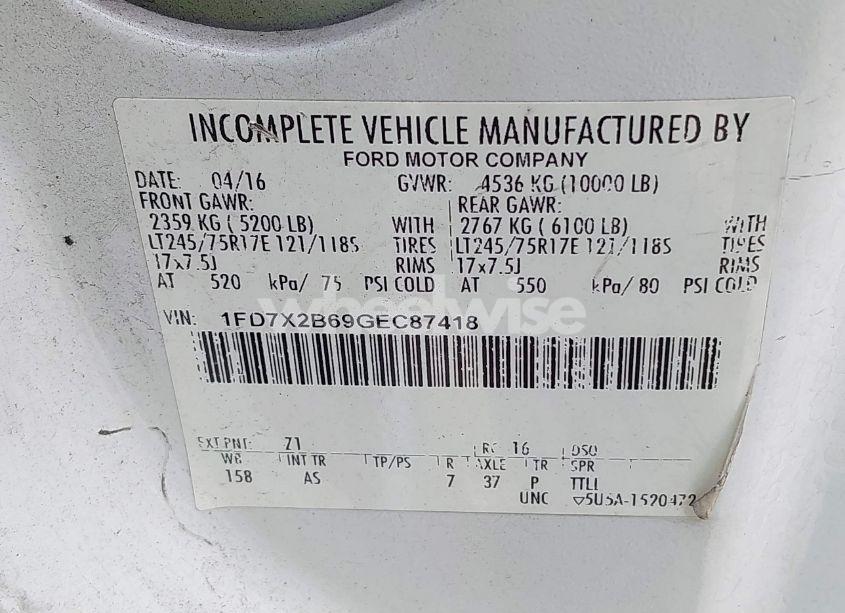 INCOMPLETE VEHICLE MANUFACTURED BY
FORD MOTOR COMPANY
DATE: 04/16 GVWR: 4536 KG (10000 LB)
FRONT GAWR: REAR GAWR:
2359 KG ( 5200 LB) WITH 2767 KG ( 6100 LB) WITH
LT245/75R17E 121/118S TIRES LT245/75R17E 121/118S TIRES
17x7.5J RIMS 17x7.5J RIMS
AT 520 kPa/ 75 PSI COLD AT 550 kPa/ 80 PSI COLD
wheelwise
VIN: 1FD7X2B69GEC87418
EXT PNT: Z1 RC 16 DSO
WB INT TR TP/PS R AXLE TR SPR
158 AS 7 37 P TTLI
UNC ▽5U5A-1520472